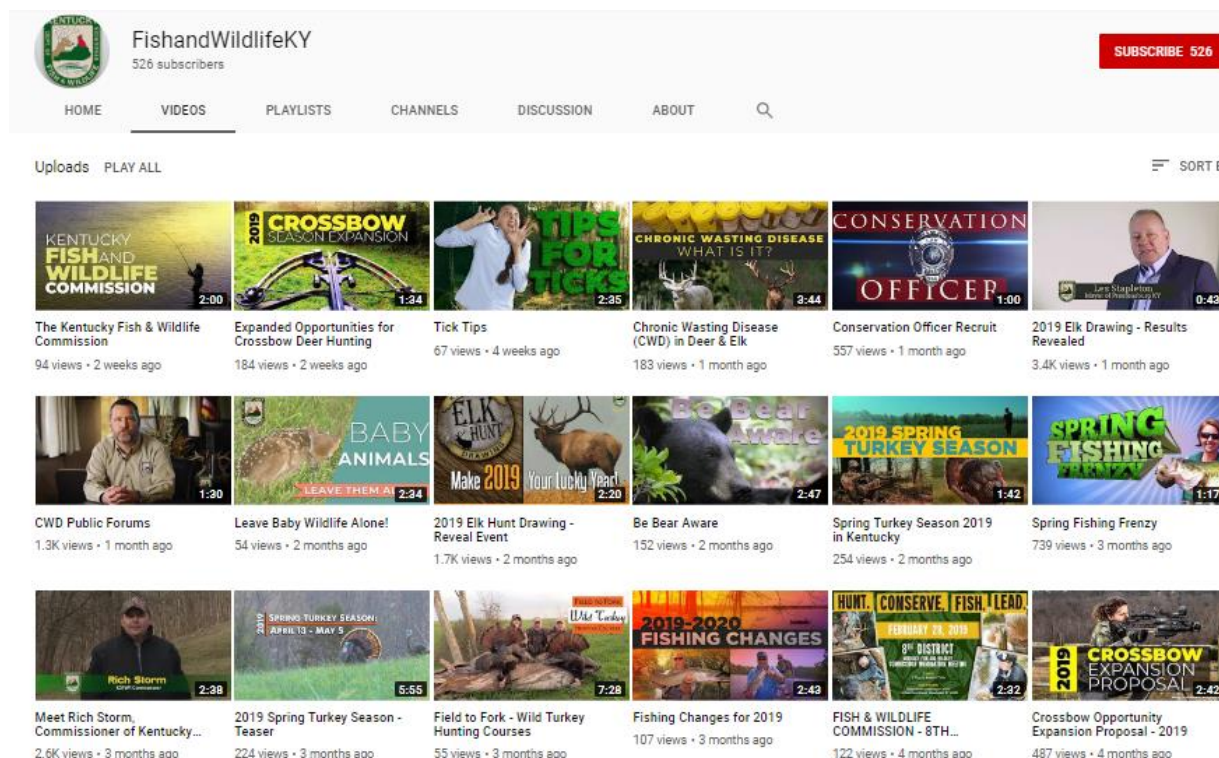 KENTUCKY
FISH & WILDLIFE
FishandWildlifeKY
526 subscribers
SUBSCRIBE 526
HOME VIDEOS PLAYLISTS CHANNELS DISCUSSION ABOUT
Uploads PLAY ALL
SORT B
KENTUCKY
FISHAND
WILDLIFE
COMMISSION
2:00
2019 CROSSBOW
SEASON EXPANSION
1:34
TIPS
FOR
TICKS
2:35
CHRONIC WASTING DISEASE
WHAT IS IT?
3:44
CONSERVATION
OFFICER
1:00
Les Stapleton
Mayor of Prestonsburg KY
0:43
The Kentucky Fish & Wildlife
Commission
94 views • 2 weeks ago
Expanded Opportunities for
Crossbow Deer Hunting
184 views • 2 weeks ago
Tick Tips
67 views • 4 weeks ago
Chronic Wasting Disease
(CWD) in Deer & Elk
183 views • 1 month ago
Conservation Officer Recruit
557 views • 1 month ago
2019 Elk Drawing - Results
Revealed
3.4K views • 1 month ago
1:30
BABY
ANIMALS
LEAVE THEM
2:34
ELK
HUNT
DRAWING
Make 2019 Your Lucky Year!
2:20
Be Bear
Aware
2:47
2019 SPRING
TURKEY SEASON
1:42
SPRING
FISHING
FRENZY
1:17
CWD Public Forums
1.3K views • 1 month ago
Leave Baby Wildlife Alone!
54 views • 2 months ago
2019 Elk Hunt Drawing -
Reveal Event
1.7K views • 2 months ago
Be Bear Aware
152 views • 2 months ago
Spring Turkey Season 2019
in Kentucky
254 views • 2 months ago
Spring Fishing Frenzy
739 views • 3 months ago
Rich Storm
2:38
2019 SPRING TURKEY SEASON
APRIL 13 - MAY 5
5:55
FIELD TO FORK
Wild Turkey
7:28
2019-2020
FISHING CHANGES
2:43
HUNT. CONSERVE. FISH. LEAD.
FEBRUARY 28, 2019
8th DISTRICT
2:32
2019 CROSSBOW
EXPANSION
PROPOSAL
2:42
Meet Rich Storm,
Commissioner of Kentucky...
2.6K views • 3 months ago
2019 Spring Turkey Season -
Teaser
224 views • 3 months ago
Field to Fork - Wild Turkey
Hunting Courses
55 views • 3 months ago
Fishing Changes for 2019
107 views • 3 months ago
FISH & WILDLIFE
COMMISSION - 8TH...
122 views • 4 months ago
Crossbow Opportunity
Expansion Proposal - 2019
487 views • 4 months ago